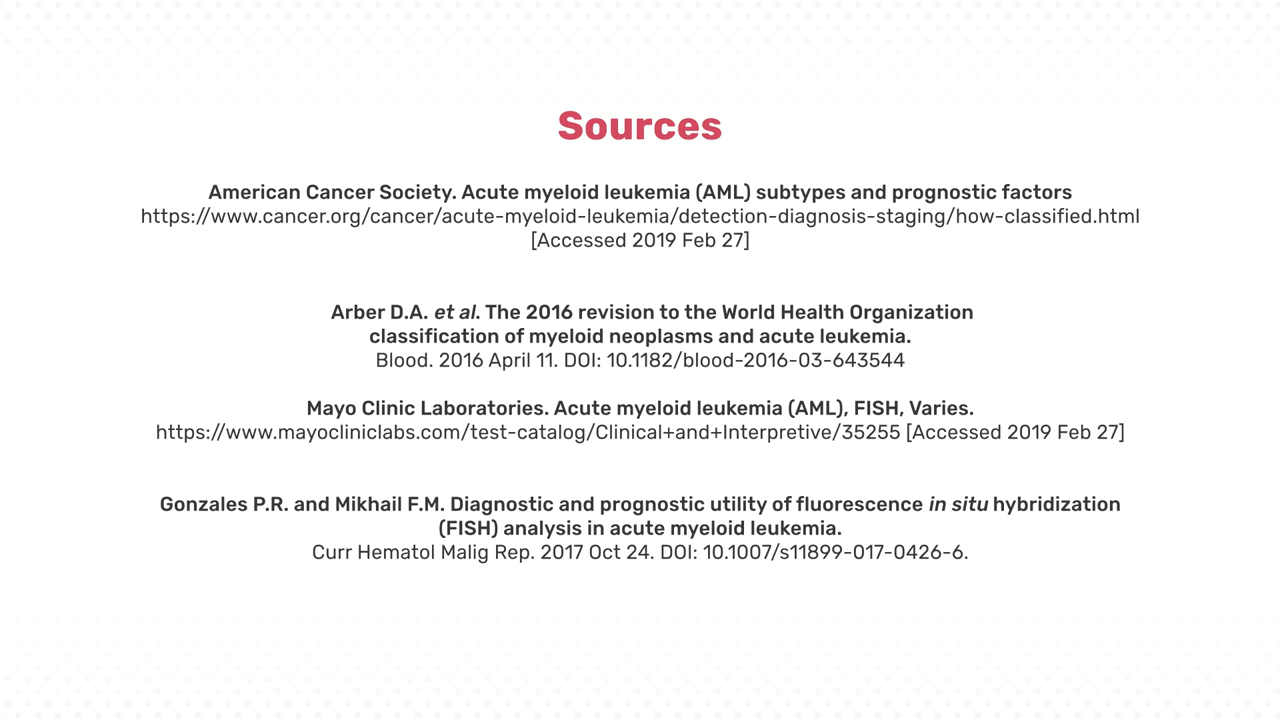 Sources
American Cancer Society. Acute myeloid leukemia (AML) subtypes and prognostic factors
https://www.cancer.org/cancer/acute-myeloid-leukemia/detection-diagnosis-staging/how-classified.html
[Accessed 2019 Feb 27]
Arber D.A. et al. The 2016 revision to the World Health Organization
classification of myeloid neoplasms and acute leukemia.
Blood. 2016 April 11. DOI: 10.1182/blood-2016-03-643544
Mayo Clinic Laboratories. Acute myeloid leukemia (AML), FISH, Varies.
https://www.mayocliniclabs.com/test-catalog/Clinical+and+Interpretive/35255 [Accessed 2019 Feb 27]
Gonzales P.R. and Mikhail F.M. Diagnostic and prognostic utility of fluorescence in situ hybridization
(FISH) analysis in acute myeloid leukemia.
Curr Hematol Malig Rep. 2017 Oct 24. DOI: 10.1007/s11899-017-0426-6.